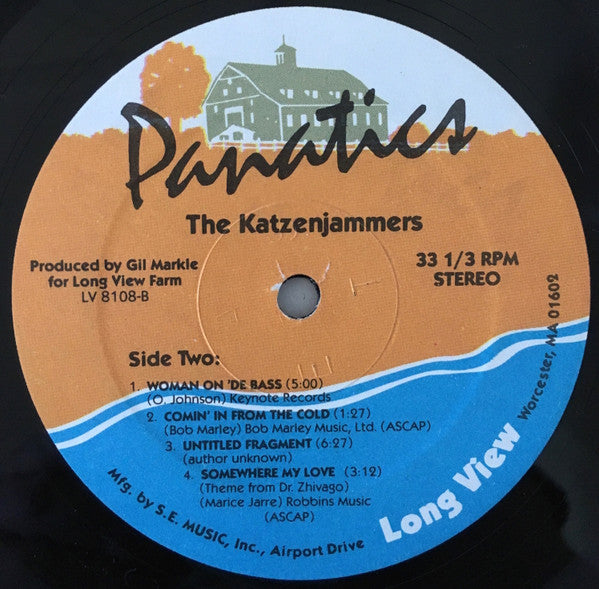 Panatics
The Katzenjammers
Produced by Gil Markle
for Long View Farm
LV 8108-B
33 1/3 RPM
STEREO
Side Two:
1. WOMAN ON 'DE BASS (5:00)
(O. Johnson) Keynote Records
2. COMIN' IN FROM THE COLD (1:27)
(Bob Marley) Bob Marley Music, Ltd. (ASCAP)
3. UNTITLED FRAGMENT (6:27)
(author unknown)
4. SOMEWHERE MY LOVE (3:12)
(Theme from Dr. Zhivago)
(Marice Jarre) Robbins Music
(ASCAP)
Mfg. by S.E. MUSIC, Inc., Airport Drive
Long View Worcester, MA 01602